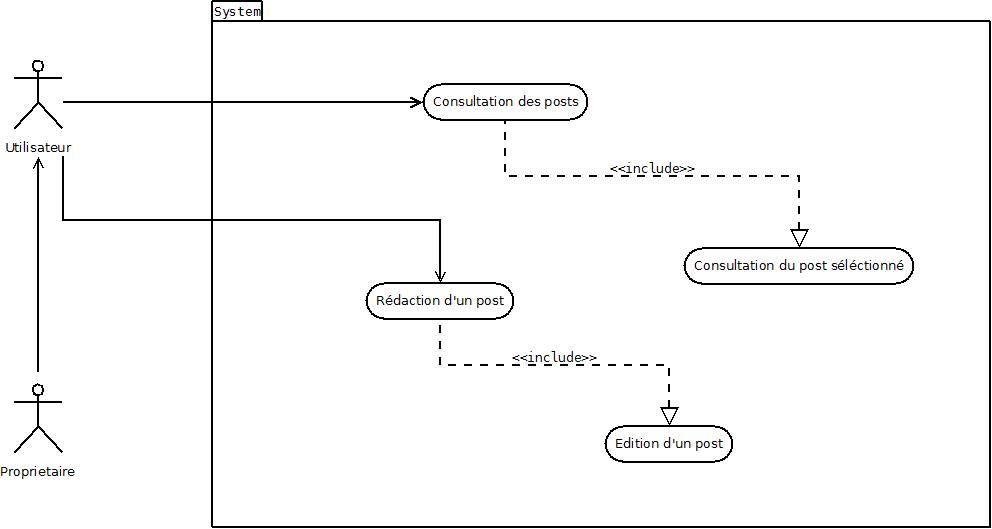 System
Utilisateur
Consultation des posts
<<include>>
Consultation du post séléctionné
Rédaction d'un post
<<include>>
Edition d'un post
Proprietaire